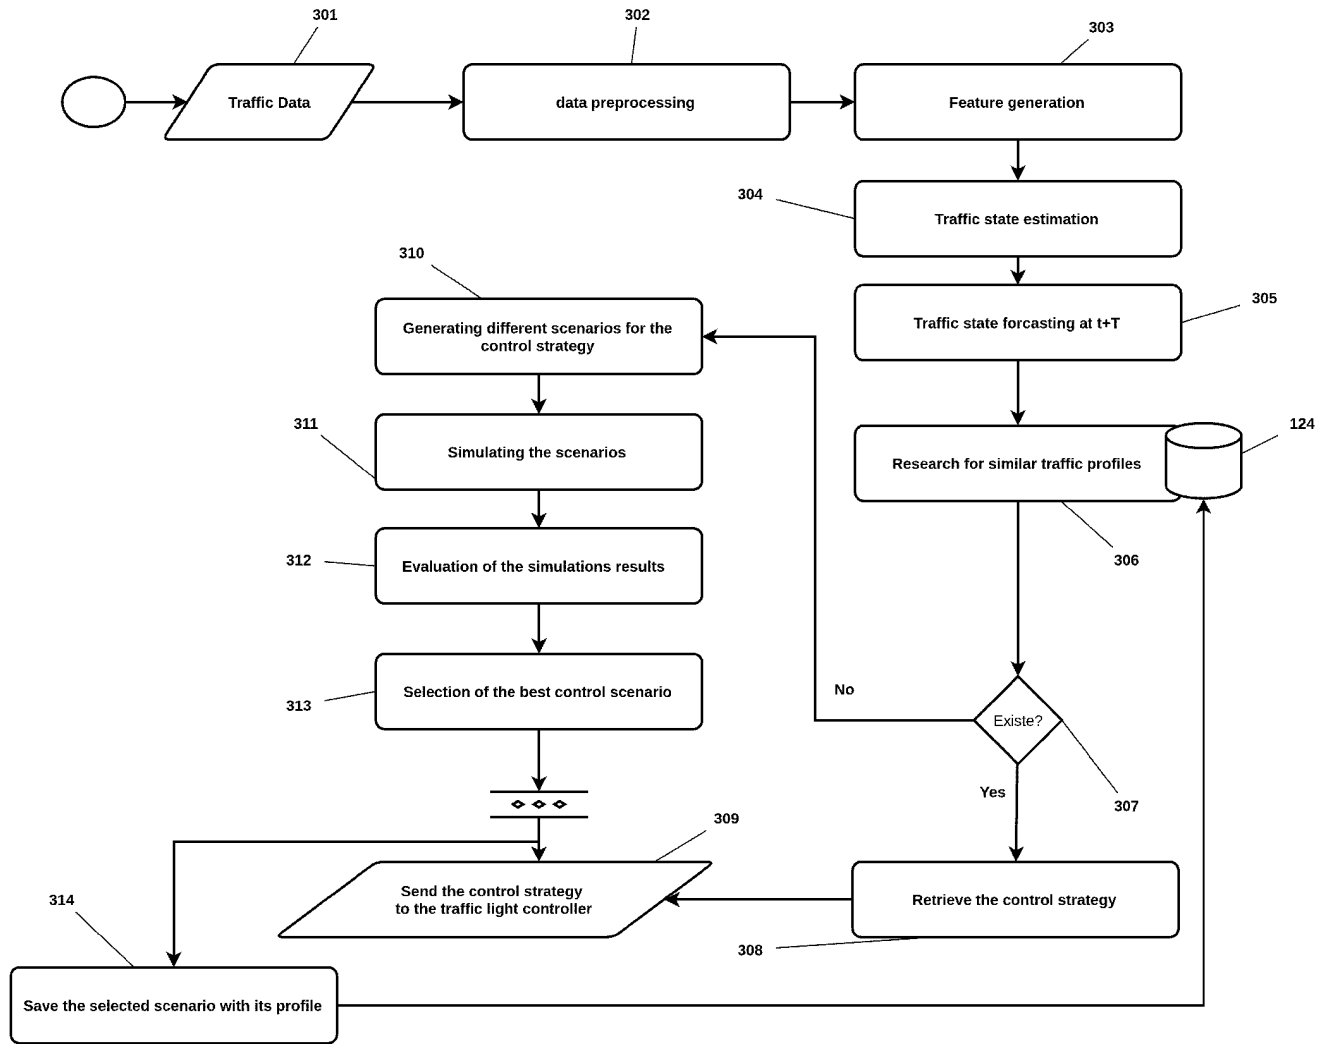 301
302
303
Traffic Data
data preprocessing
Feature generation
304
Traffic state estimation
310
305
Generating different scenarios for the
control strategy
Traffic state forcasting at t+T
311
124
Simulating the scenarios
Research for similar traffic profiles
312
306
Evaluation of the simulations results
313
Selection of the best control scenario
No
Existe?
Yes
307
309
Send the control strategy
to the traffic light controller
Retrieve the control strategy
314
308
Save the selected scenario with its profile